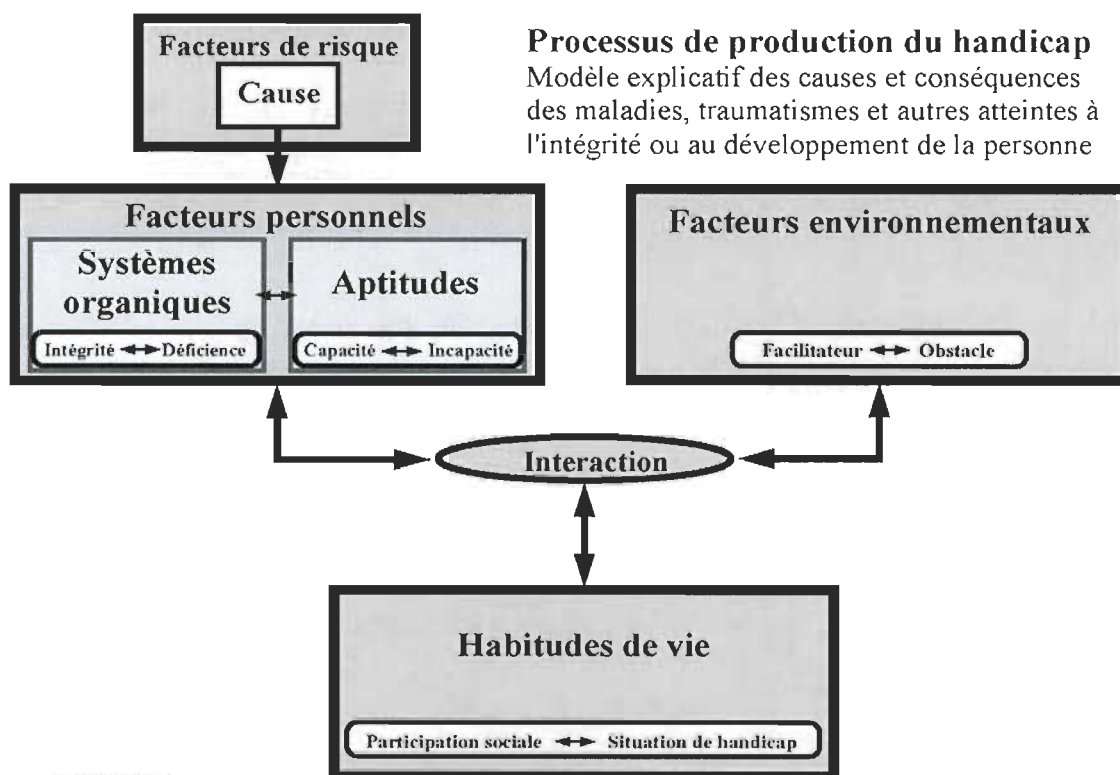 Facteurs de risque
Cause
Processus de production du handicap
Modèle explicatif des causes et conséquences
des maladies, traumatismes et autres atteintes à
l'intégrité ou au développement de la personne
Facteurs personnels
Systèmes
organiques
Intégrité ↔ Déficience
Aptitudes
Capacité ↔ Incapacité
Facteurs environnementaux
Facilitateur ↔ Obstacle
Interaction
Habitudes de vie
Participation sociale ↔ Situation de handicap